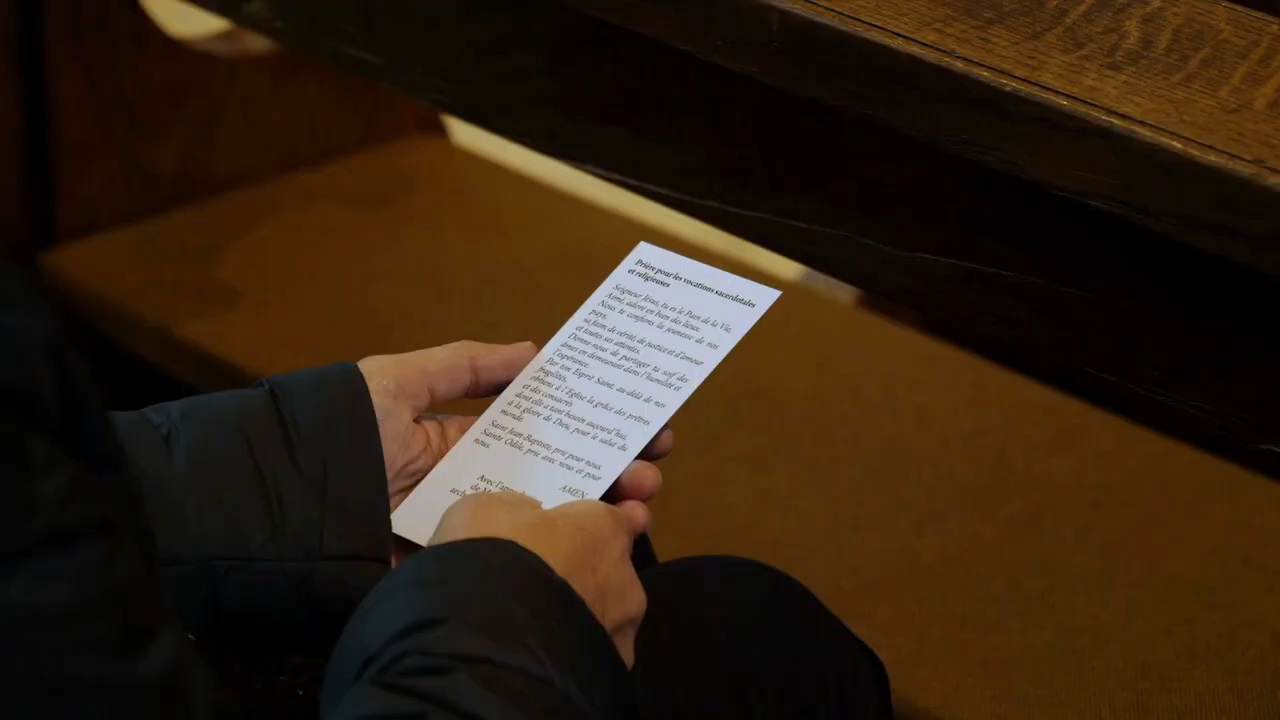 Prière pour les vocations sacerdotales
et religieuses
Seigneur Jésus, tu es le Pain de la Vie,
Aimé, adoré en bien des lieux.
Nous te confions la jeunesse de nos
pays,
sa faim de vérité, de justice et d'amour
et toutes ses attentes.
Donne-nous de partager ta soif des
âmes en demeurant dans l'humilité et
l'espérance.
Par ton Esprit Saint, au-delà de nos
fragilités,
obtiens à l'Eglise la grâce des prêtres
et des consacrés
dont elle a tant besoin aujourd'hui,
à la gloire de Dieu, pour le salut du
monde.
Saint Jean-Baptiste, prie pour nous.
Sainte Odile, prie avec nous et pour
nous.
AMEN.
Avec
de